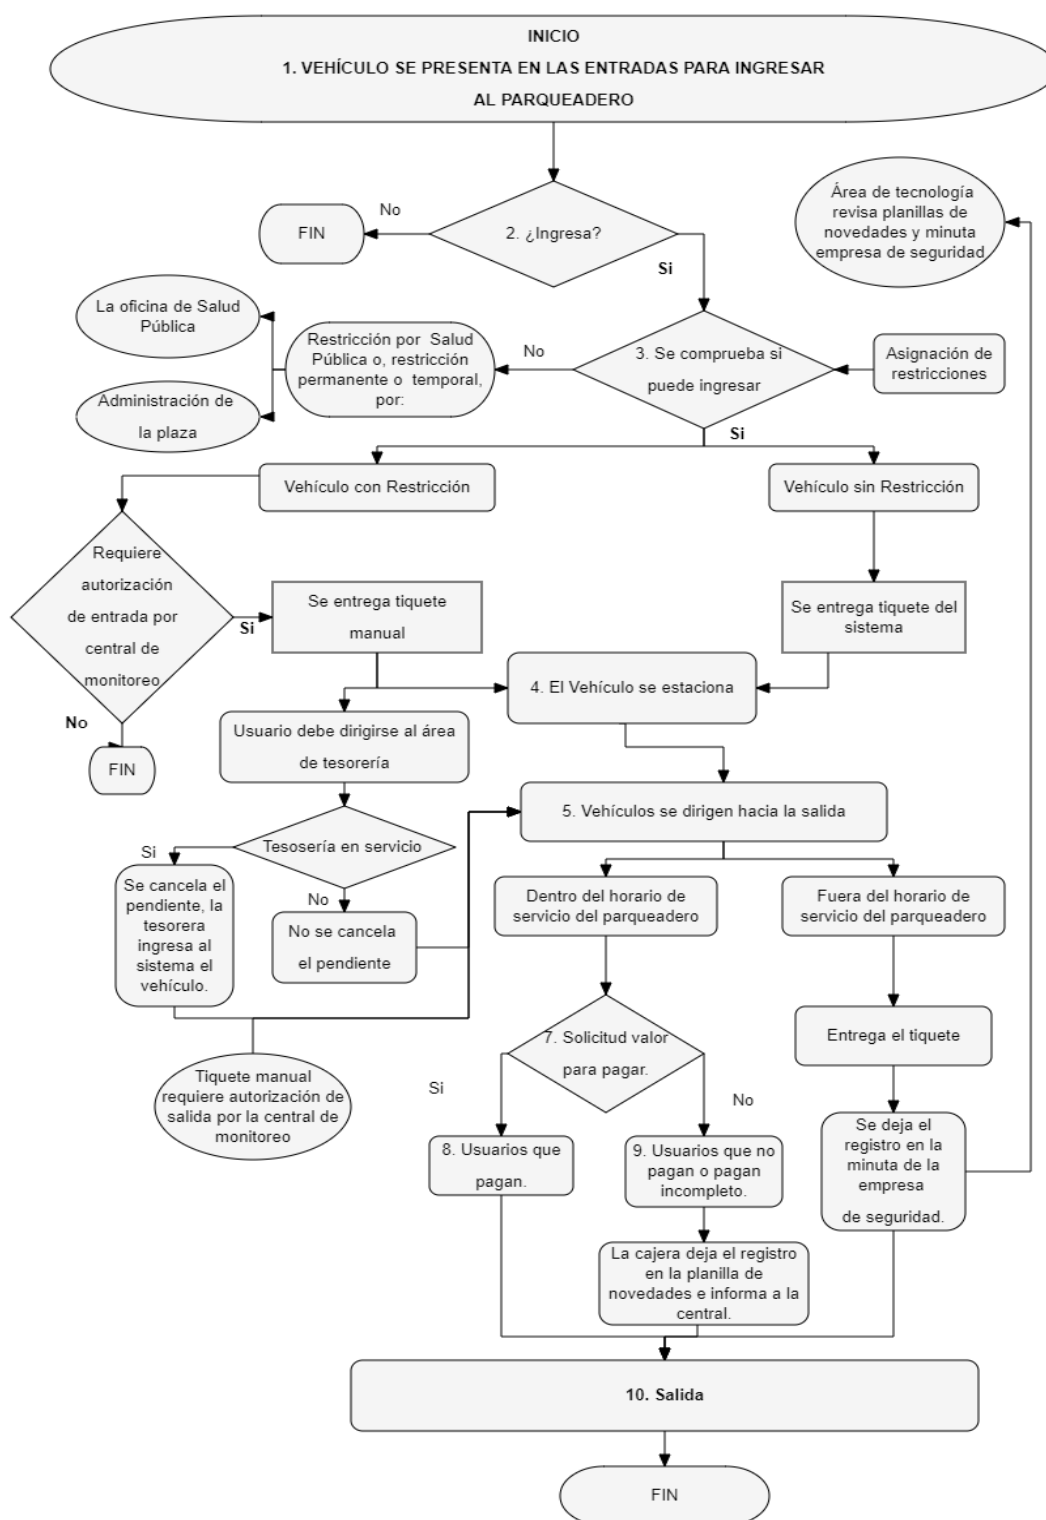 INICIO
1. VEHÍCULO SE PRESENTA EN LAS ENTRADAS PARA INGRESAR
AL PARQUEADERO
No
FIN
2. ¿Ingresa?
Si
Área de tecnología
revisa planillas de
novedades y minuta
empresa de seguridad
La oficina de Salud
Pública
Administración de
la plaza
Restricción por Salud
Pública o, restricción
permanente o temporal,
por:
No
3. Se comprueba si
puede ingresar
Asignación de
restricciones
Si
Vehículo con Restricción
Vehículo sin Restricción
Requiere
autorización
de entrada por
central de
monitoreo
Si
Se entrega tiquete
manual
Se entrega tiquete del
sistema
No
FIN
4. El Vehículo se estaciona
Usuario debe dirigirse al área
de tesorería
5. Vehículos se dirigen hacia la salida
Tesosería en servicio
Si
Se cancela el
pendiente, la
tesorera
ingresa al
sistema el
vehículo.
No
No se cancela
el pendiente
Dentro del horario de
servicio del parqueadero
Fuera del horario de
servicio del parqueadero
Tiquete manual
requiere autorización de
salida por la central de
monitoreo
7. Solicitud valor
para pagar.
Entrega el tiquete
Si
No
8. Usuarios que
pagan.
9. Usuarios que no
pagan o pagan
incompleto.
Se deja el
registro en la
minuta de la
empresa
de seguridad.
La cajera deja el registro
en la planilla de
novedades e informa a la
central.
10. Salida
FIN